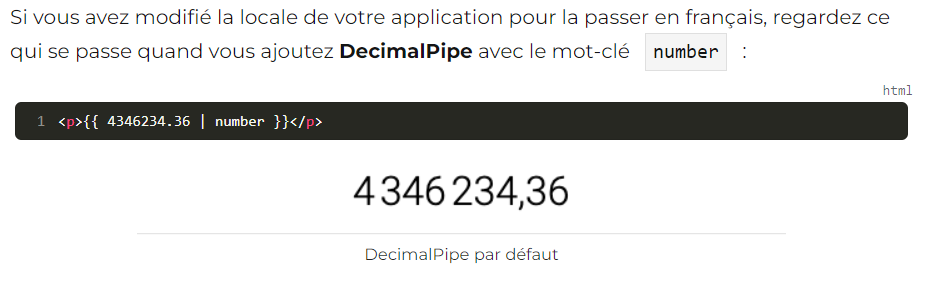 Si vous avez modifié la locale de votre application pour la passer en français, regardez ce
qui se passe quand vous ajoutez DecimalPipe avec le mot-clé number :
html
1 <p>{{ 4346234.36 | number }}</p>
4 346 234,36
DecimalPipe par défaut